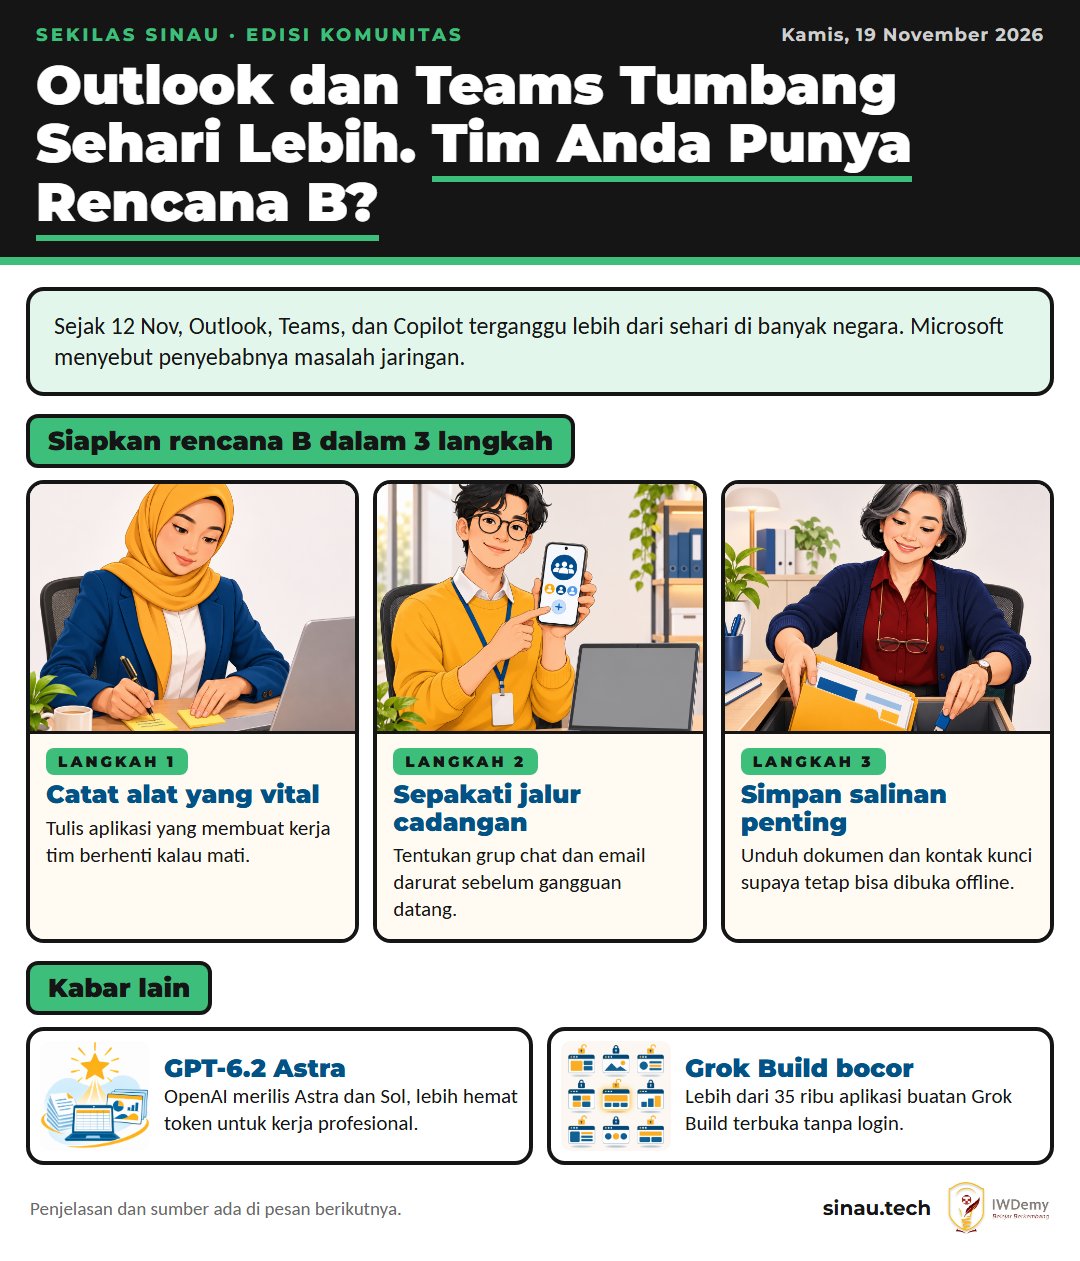 SEKILAS SINAU · EDISI KOMUNITAS
Kamis, 19 November 2026
Outlook dan Teams Tumbang
Sehari Lebih. Tim Anda Punya
Rencana B?
Sejak 12 Nov, Outlook, Teams, dan Copilot terganggu lebih dari sehari di banyak negara. Microsoft
menyebut penyebabnya masalah jaringan.
Siapkan rencana B dalam 3 langkah
LANGKAH 1
Catat alat yang vital
Tulis aplikasi yang membuat kerja
tim berhenti kalau mati.
LANGKAH 2
Sepakati jalur
cadangan
Tentukan grup chat dan email
darurat sebelum gangguan
datang.
LANGKAH 3
Simpan salinan
penting
Unduh dokumen dan kontak kunci
supaya tetap bisa dibuka offline.
Kabar lain
GPT-6.2 Astra
OpenAI merilis Astra dan Sol, lebih hemat
token untuk kerja profesional.
Grok Build bocor
Lebih dari 35 ribu aplikasi buatan Grok
Build terbuka tanpa login.
Penjelasan dan sumber ada di pesan berikutnya.
sinau.tech
IWDemy
Belajar Berkembang